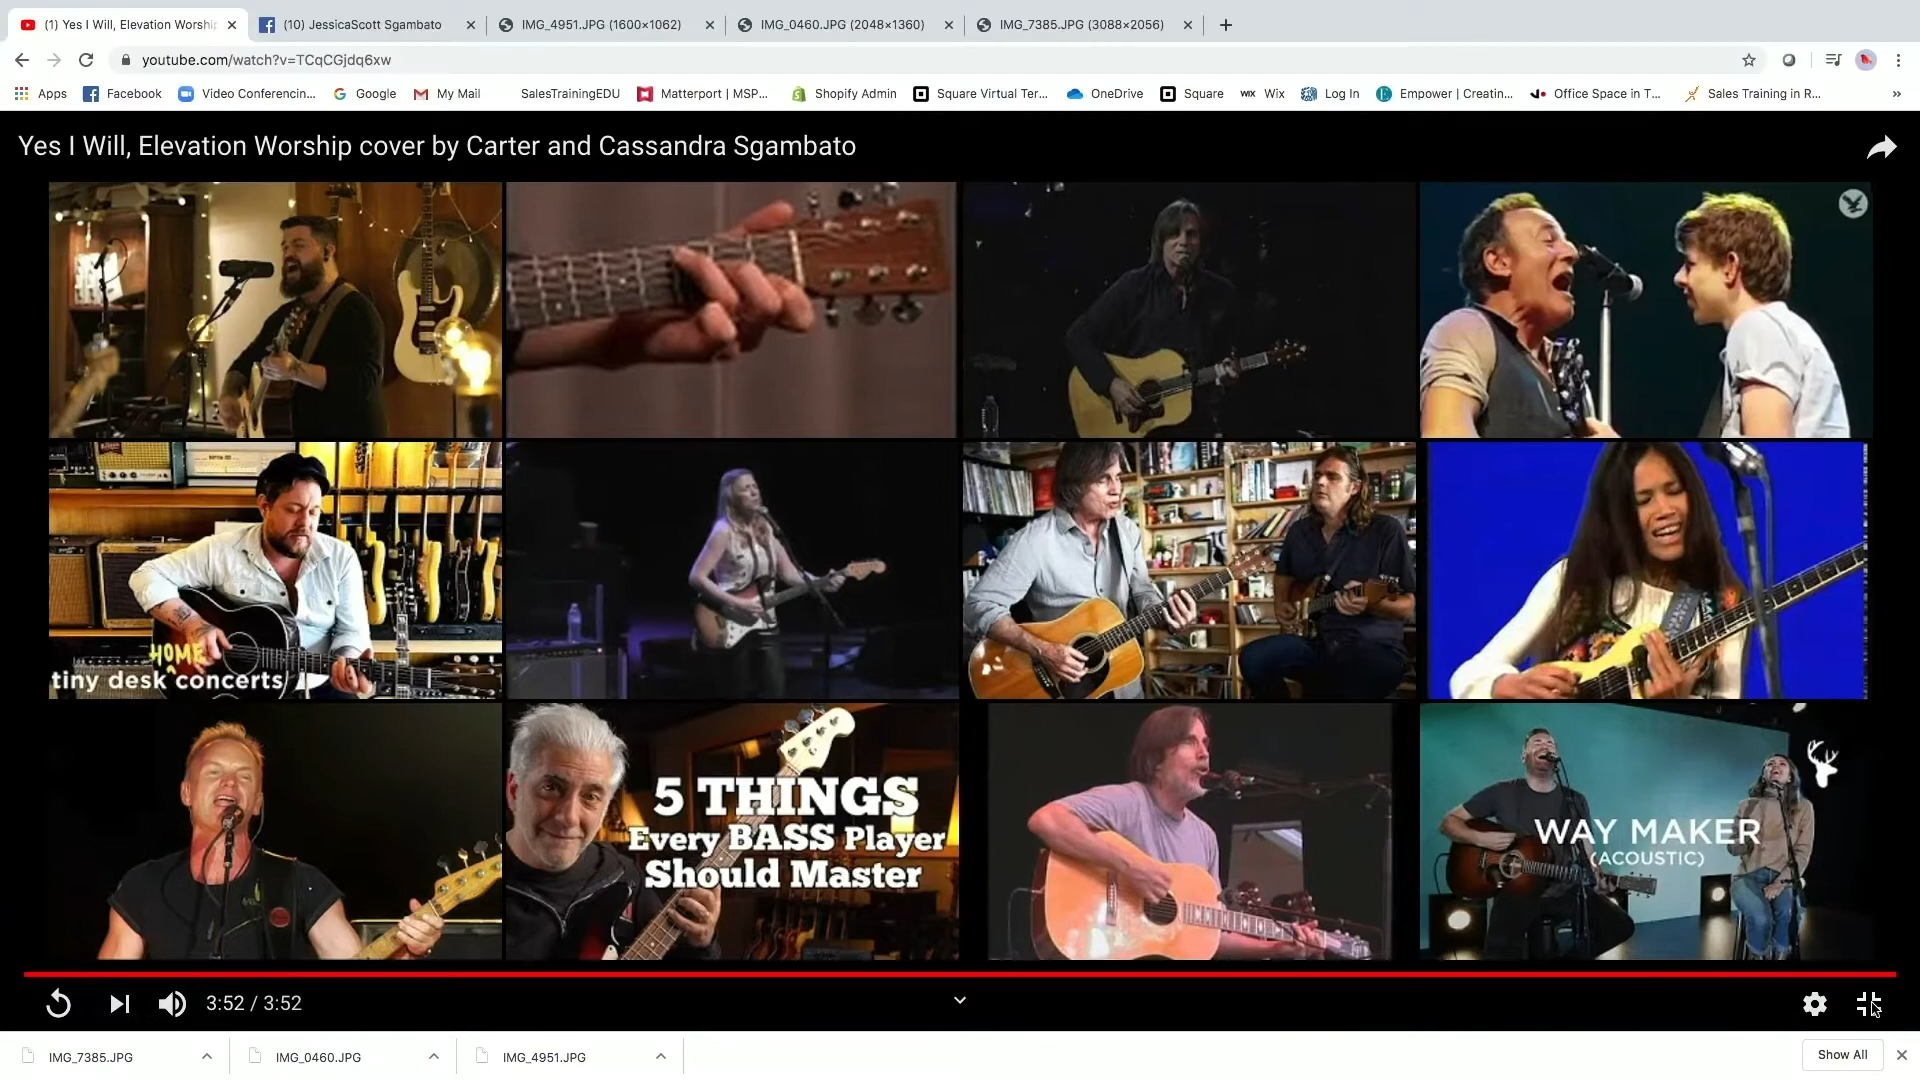 (1) Yes I Will, Elevation Worship
(10) JessicaScott Sgambato
IMG_4951.JPG (1600×1062)
IMG_0460.JPG (2048×1360)
IMG_7385.JPG (3088×2056)
youtube.com/watch?v=TCqCGjdq6xw
Apps
Facebook
Video Conferencin...
Google
My Mail
SalesTrainingEDU
Matterport | MSP...
Shopify Admin
Square Virtual Ter...
OneDrive
Square
WIX Wix
Log In
Empower | Creatin...
Office Space in T...
Sales Training in R...
»
Yes I Will, Elevation Worship cover by Carter and Cassandra Sgambato
HOME
tiny desk concerts
5 THINGS
Every BASS Player
Should Master
WAY MAKER
(ACOUSTIC)
3:52 / 3:52
IMG_7385.JPG
IMG_0460.JPG
IMG_4951.JPG
Show All